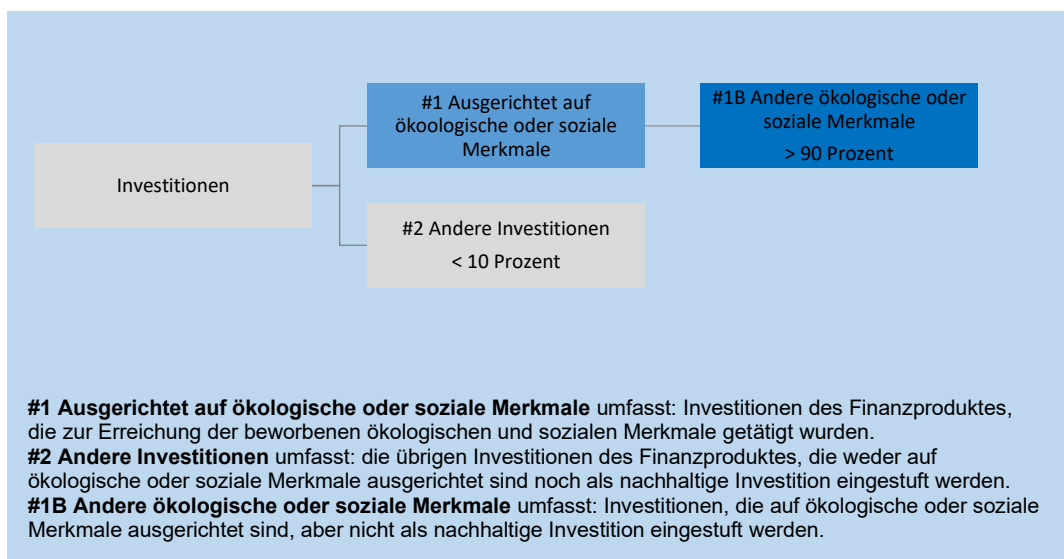 #1 Ausgerichtet auf
ökoologische oder soziale
Merkmale
#1B Andere ökologische oder
soziale Merkmale
> 90 Prozent
Investitionen
#2 Andere Investitionen
< 10 Prozent
#1 Ausgerichtet auf ökologische oder soziale Merkmale umfasst: Investitionen des Finanzproduktes,
die zur Erreichung der beworbenen ökologischen und sozialen Merkmale getätigt wurden.
#2 Andere Investitionen umfasst: die übrigen Investitionen des Finanzproduktes, die weder auf
ökologische oder soziale Merkmale ausgerichtet sind noch als nachhaltige Investition eingestuft werden.
#1B Andere ökologische oder soziale Merkmale umfasst: Investitionen, die auf ökologische oder soziale
Merkmale ausgerichtet sind, aber nicht als nachhaltige Investition eingestuft werden.